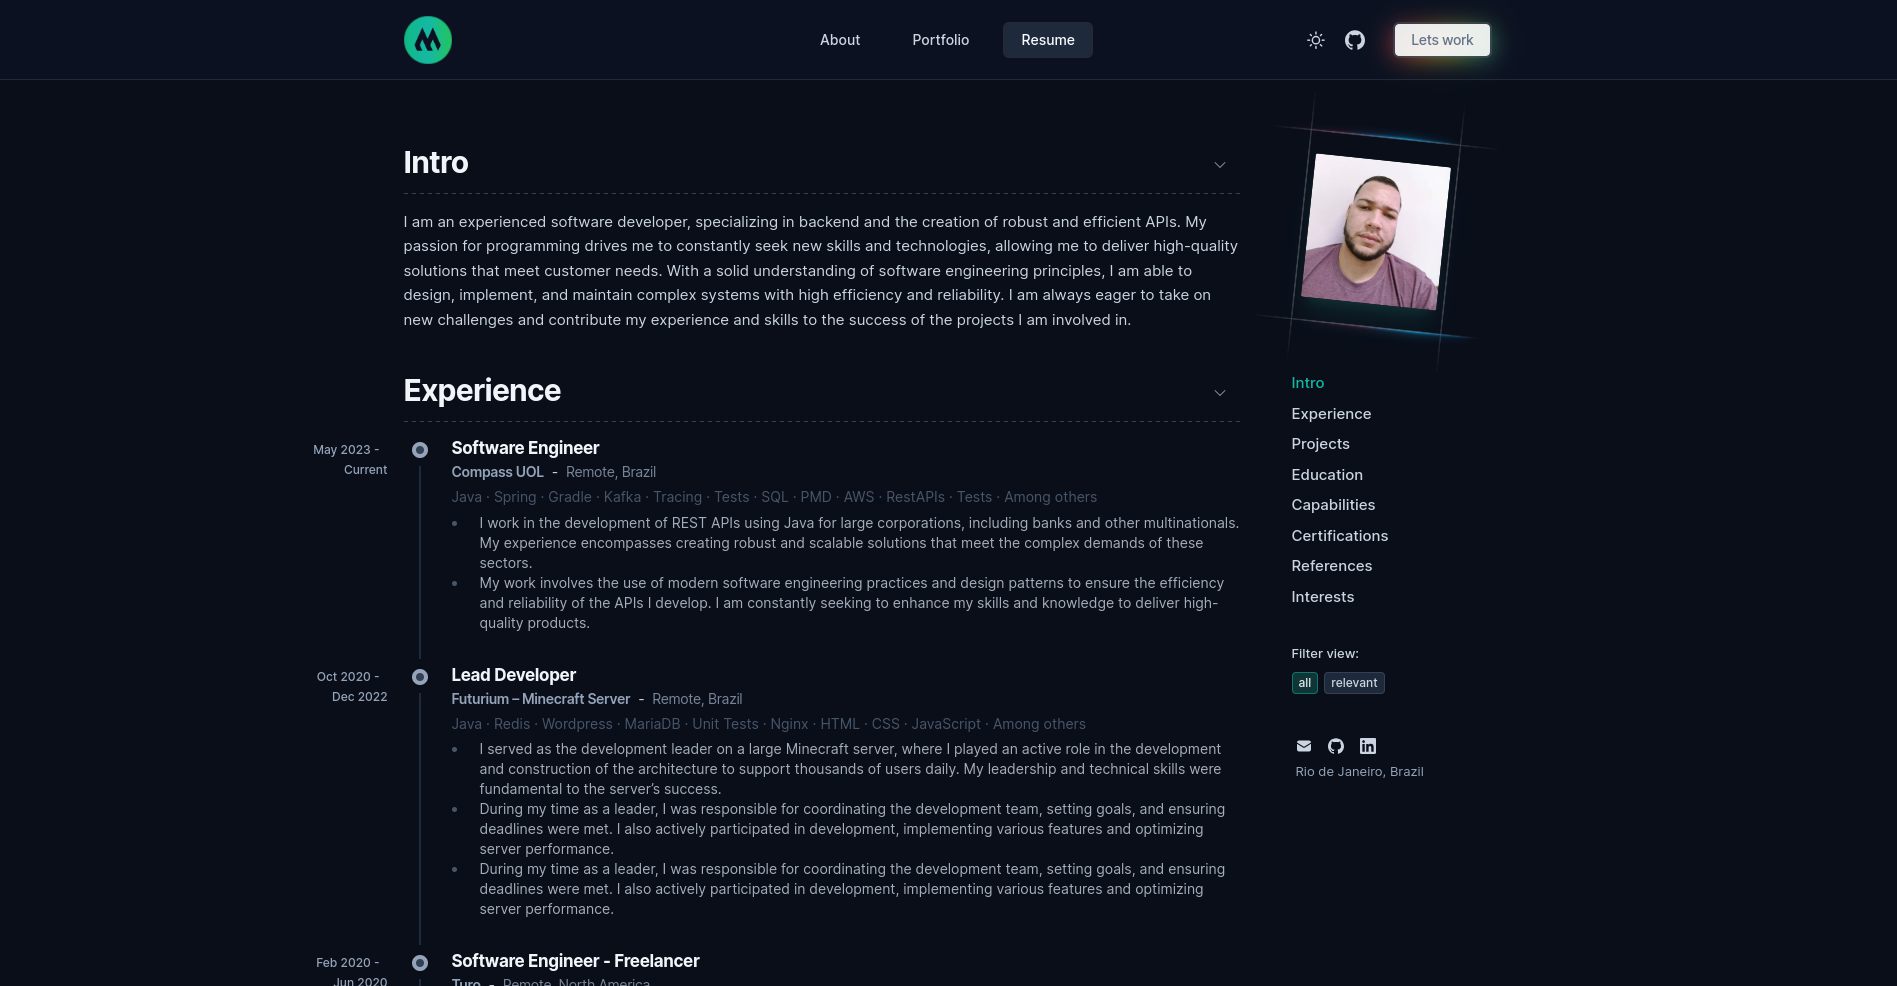 About
Portfolio
Resume
Lets work
Intro
I am an experienced software developer, specializing in backend and the creation of robust and efficient APIs. My
passion for programming drives me to constantly seek new skills and technologies, allowing me to deliver high-quality
solutions that meet customer needs. With a solid understanding of software engineering principles, I am able to
design, implement, and maintain complex systems with high efficiency and reliability. I am always eager to take on
new challenges and contribute my experience and skills to the success of the projects I am involved in.
Experience
May 2023 -
Current
Software Engineer
Compass UOL - Remote, Brazil
Java · Spring · Gradle · Kafka · Tracing · Tests · SQL · PMD · AWS · RestAPIs · Tests · Among others
I work in the development of REST APIs using Java for large corporations, including banks and other multinationals.
My experience encompasses creating robust and scalable solutions that meet the complex demands of these
sectors.
My work involves the use of modern software engineering practices and design patterns to ensure the efficiency
and reliability of the APIs I develop. I am constantly seeking to enhance my skills and knowledge to deliver high-
quality products.
Oct 2020 -
Dec 2022
Lead Developer
Futurium – Minecraft Server - Remote, Brazil
Java · Redis · Wordpress · MariaDB · Unit Tests · Nginx · HTML · CSS · JavaScript · Among others
I served as the development leader on a large Minecraft server, where I played an active role in the development
and construction of the architecture to support thousands of users daily. My leadership and technical skills were
fundamental to the server’s success.
During my time as a leader, I was responsible for coordinating the development team, setting goals, and ensuring
deadlines were met. I also actively participated in development, implementing various features and optimizing
server performance.
During my time as a leader, I was responsible for coordinating the development team, setting goals, and ensuring
deadlines were met. I also actively participated in development, implementing various features and optimizing
server performance.
Feb 2020 -
Jun 2020
Software Engineer - Freelancer
Turo - Remote, North America
Intro
Experience
Projects
Education
Capabilities
Certifications
References
Interests
Filter view:
all
relevant
Rio de Janeiro, Brazil